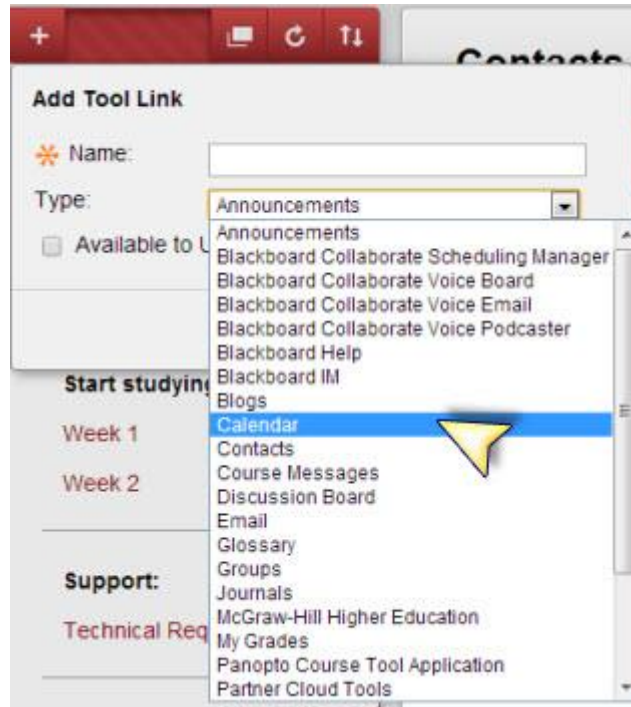 +
Contacts
Add Tool Link
Name:
Type:
Announcements
Available to U
Announcements
Blackboard Collaborate Scheduling Manager
Blackboard Collaborate Voice Board
Blackboard Collaborate Voice Email
Blackboard Collaborate Voice Podcaster
Blackboard Help
Blackboard IM
Blogs
Calendar
Contacts
Course Messages
Discussion Board
Email
Glossary
Groups
Journals
McGraw-Hill Higher Education
My Grades
Panopto Course Tool Application
Partner Cloud Tools
Start studying
Week 1
Week 2
Support:
Technical Req